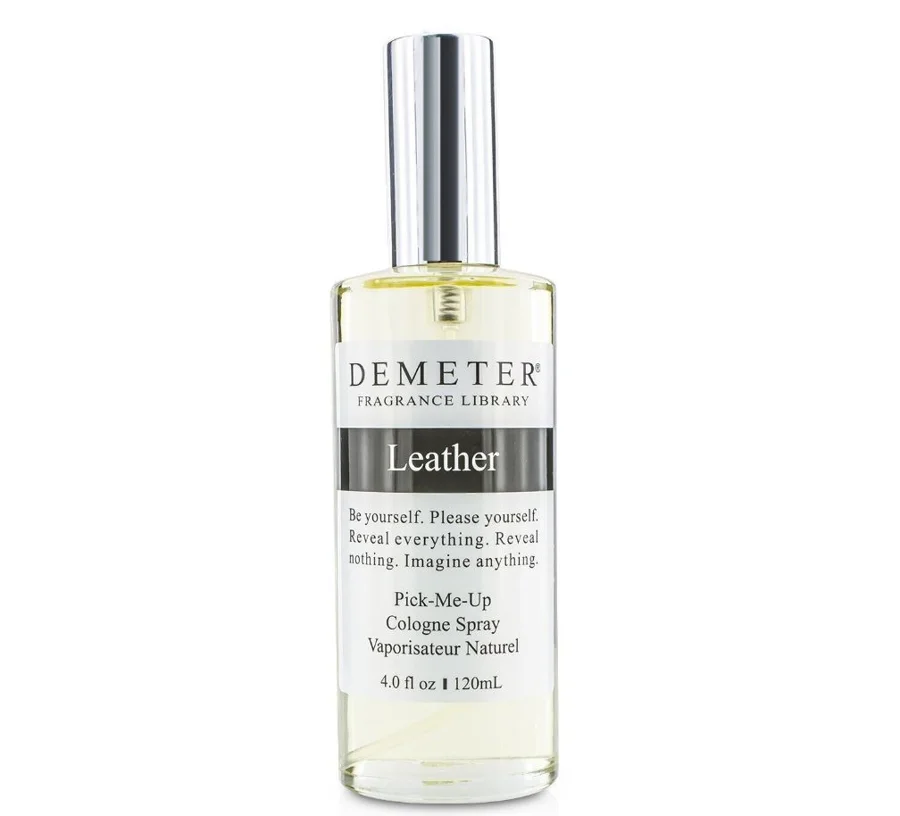 DEMETER®
FRAGRANCE LIBRARY
Leather
Be yourself. Please yourself.
Reveal everything. Reveal
nothing. Imagine anything.
Pick-Me-Up
Cologne Spray
Vaporisateur Naturel
4.0 fl oz ▮ 120mL